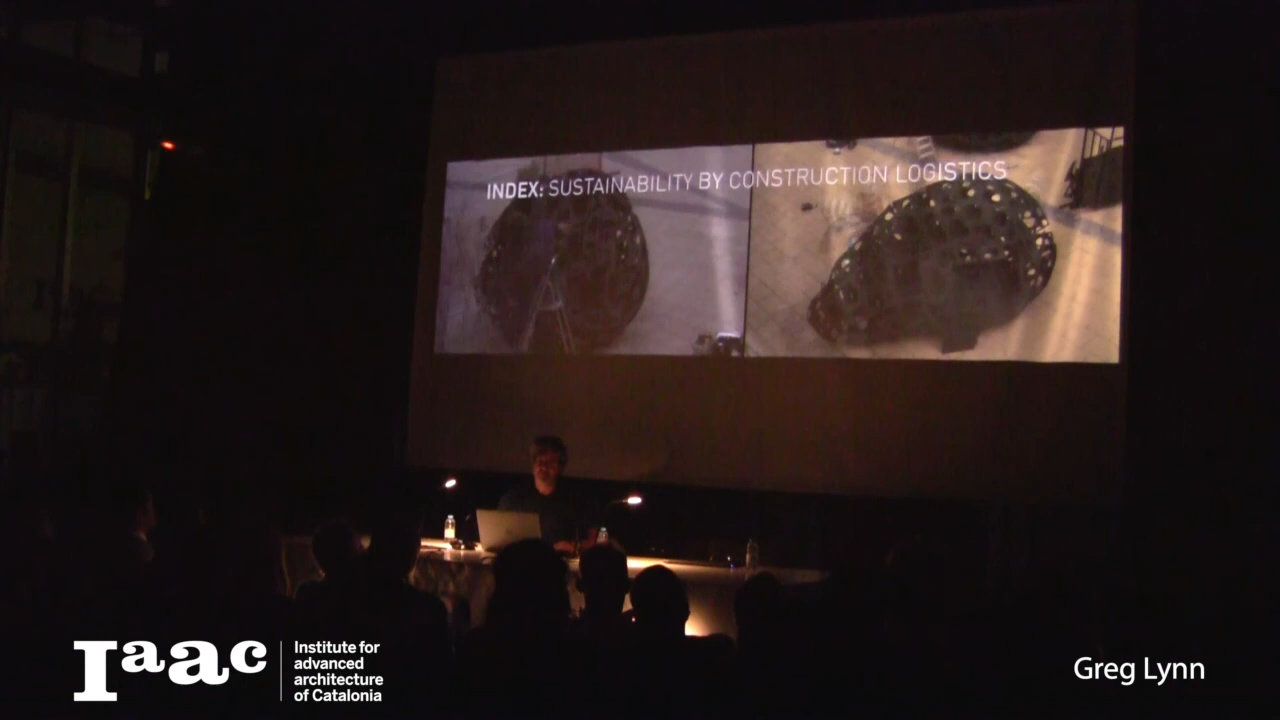 INDEX: SUSTAINABILITY BY CONSTRUCTION LOGISTICS
Iaac
Institute for
advanced
architecture
of Catalonia
Greg Lynn